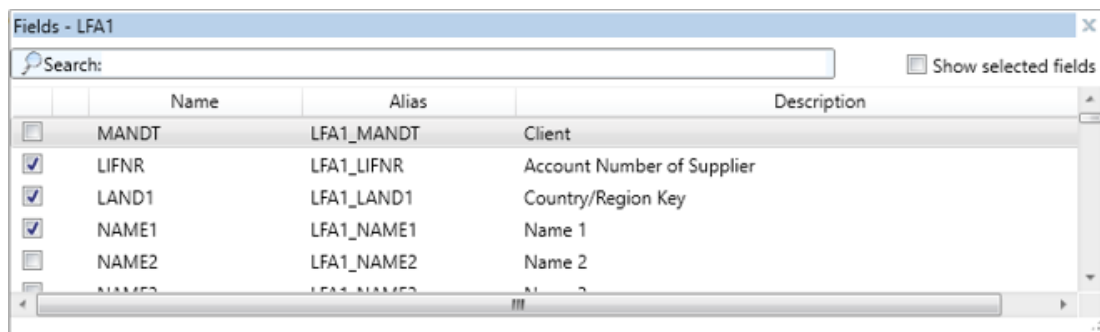 Fields - LFA1
Search: Show selected fields
Name Alias Description
MANDT LFA1_MANDT Client
LIFNR LFA1_LIFNR Account Number of Supplier
LAND1 LFA1_LAND1 Country/Region Key
NAME1 LFA1_NAME1 Name 1
NAME2 LFA1_NAME2 Name 2